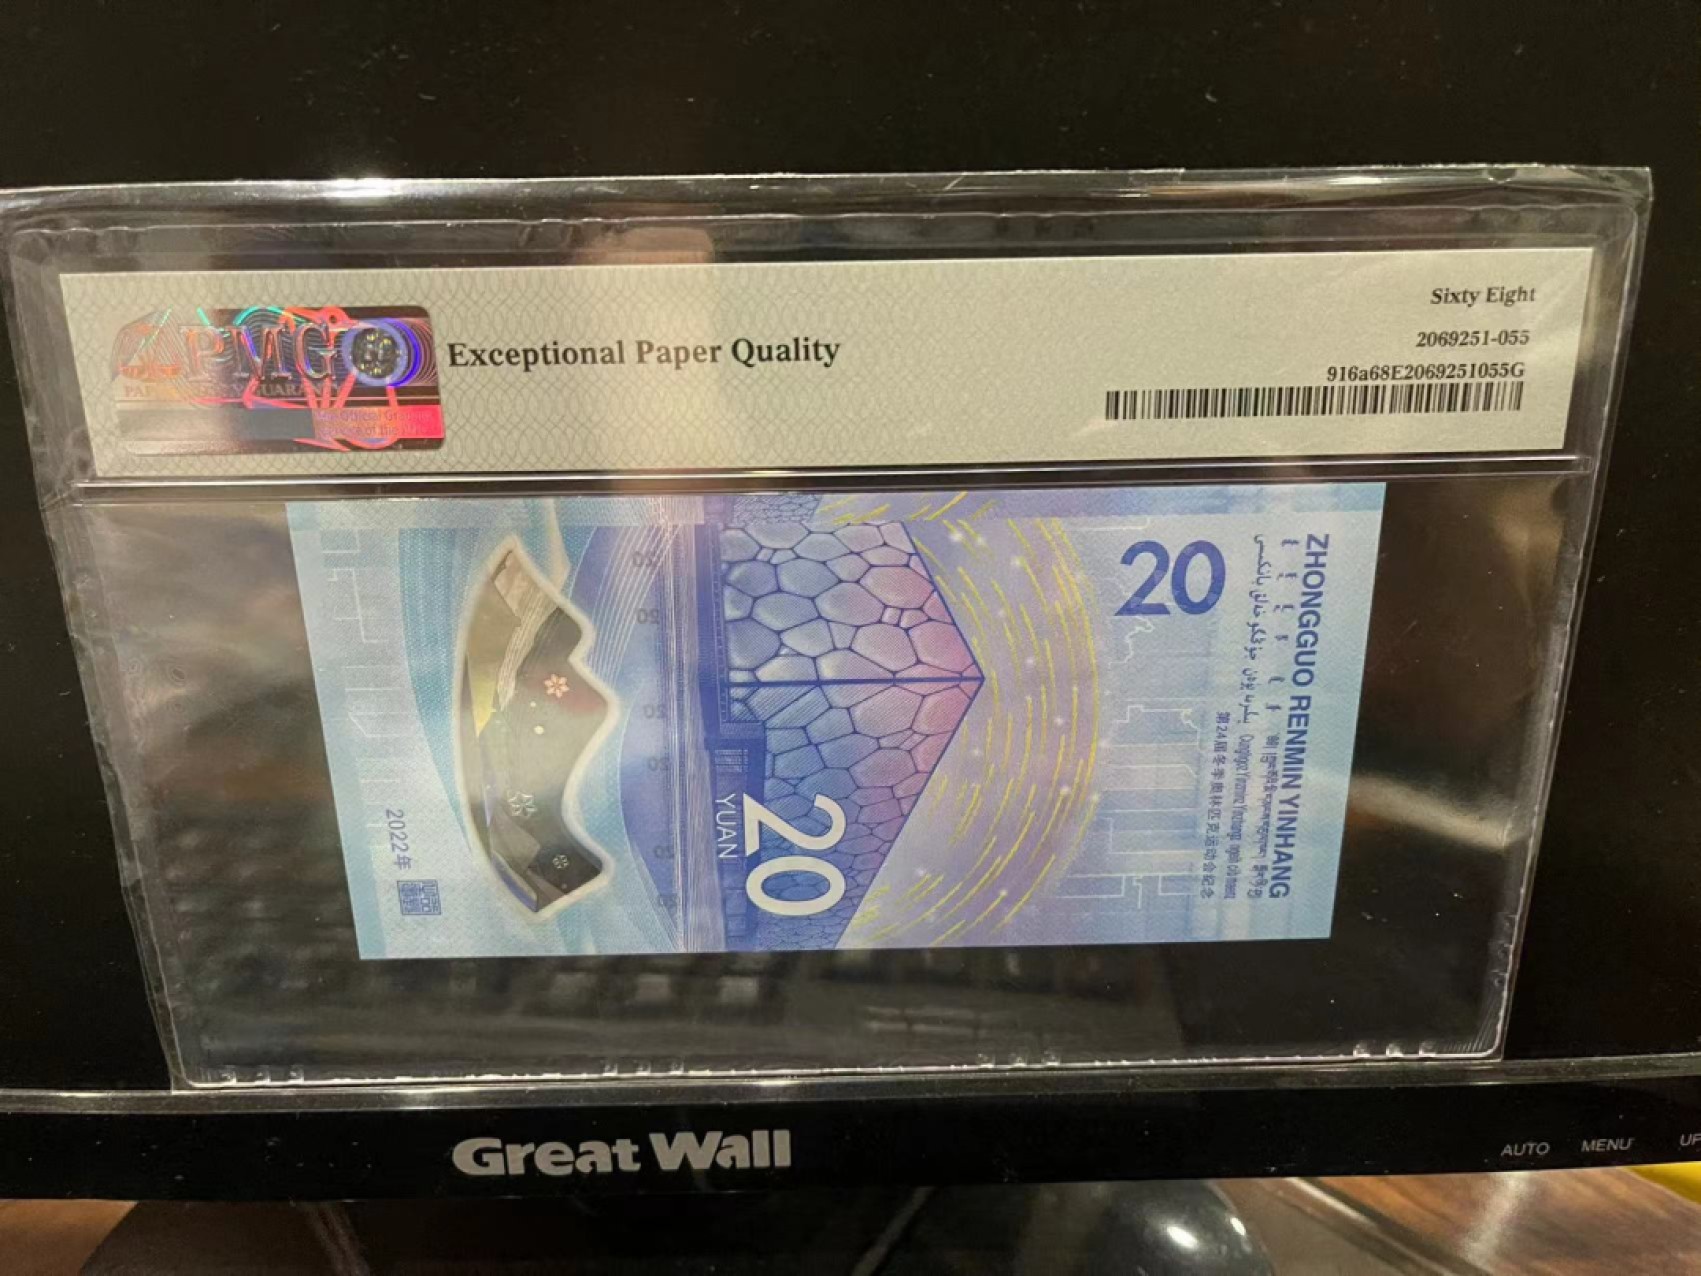 PMG
Exceptional Paper Quality
Sixty Eight
2069251-055
916a68E2069251055G
ZHONGGUO RENMIN YINHANG
第24届冬季奥林匹克运动会纪念
20
20
YUAN
2022年
Great Wall
AUTO MENU UP